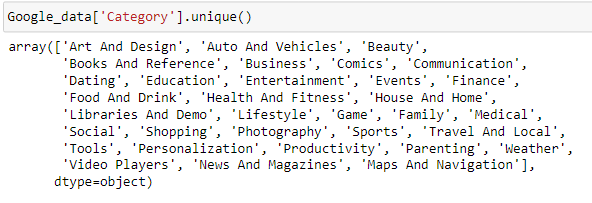 Google_data['Category'].unique()
array(['Art And Design', 'Auto And Vehicles', 'Beauty',
'Books And Reference', 'Business', 'Comics', 'Communication',
'Dating', 'Education', 'Entertainment', 'Events', 'Finance',
'Food And Drink', 'Health And Fitness', 'House And Home',
'Libraries And Demo', 'Lifestyle', 'Game', 'Family', 'Medical',
'Social', 'Shopping', 'Photography', 'Sports', 'Travel And Local',
'Tools', 'Personalization', 'Productivity', 'Parenting', 'Weather',
'Video Players', 'News And Magazines', 'Maps And Navigation'],
dtype=object)